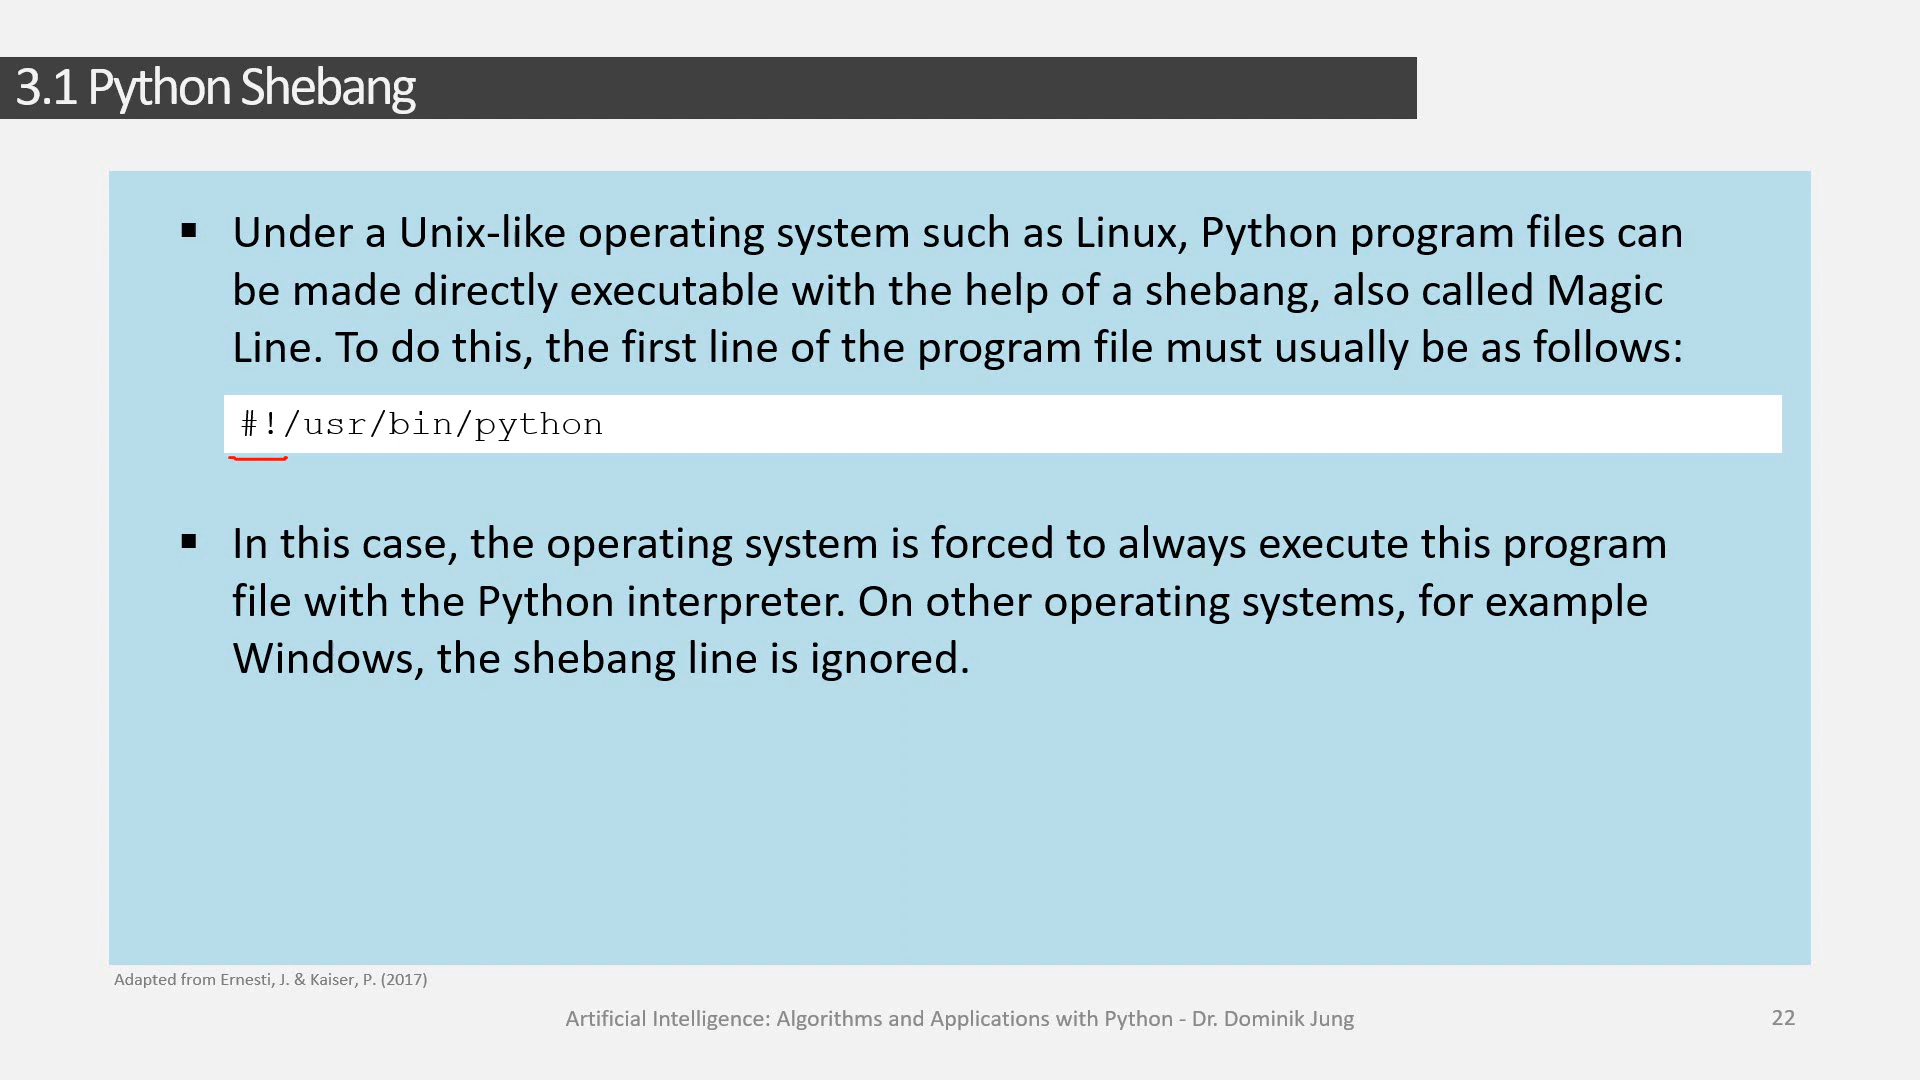 3.1 Python Shebang
▪ Under a Unix-like operating system such as Linux, Python program files can
be made directly executable with the help of a shebang, also called Magic
Line. To do this, the first line of the program file must usually be as follows:
#!/usr/bin/python
▪ In this case, the operating system is forced to always execute this program
file with the Python interpreter. On other operating systems, for example
Windows, the shebang line is ignored.
Adapted from Ernesti, J. & Kaiser, P. (2017)
Artificial Intelligence: Algorithms and Applications with Python - Dr. Dominik Jung
22